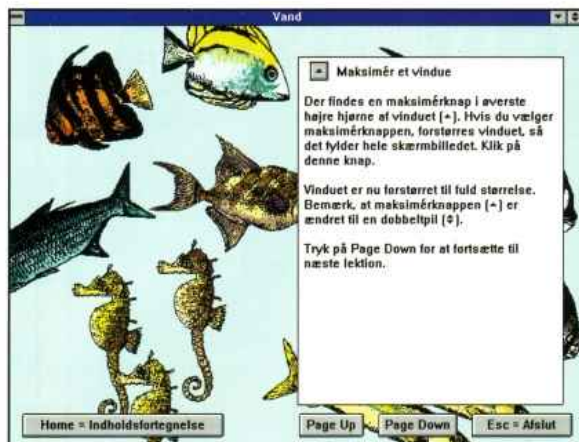 Vand
Maksimér et vindue
Der findes en maksimérknap i øverste
højre hjørne af vinduet (▲). Hvis du vælger
maksimérknappen, forstørres vinduet, så
det fylder hele skærmbilledet. Klik på
denne knap.
Vinduet er nu forstørret til fuld størrelse.
Bemærk, at maksimérknappen (▲) er
ændret til en dobbeltpil (⬍).
Tryk på Page Down for at fortsætte til
næste lektion.
Home = Indholdsfortegnelse
Page Up
Page Down
Esc = Afslut